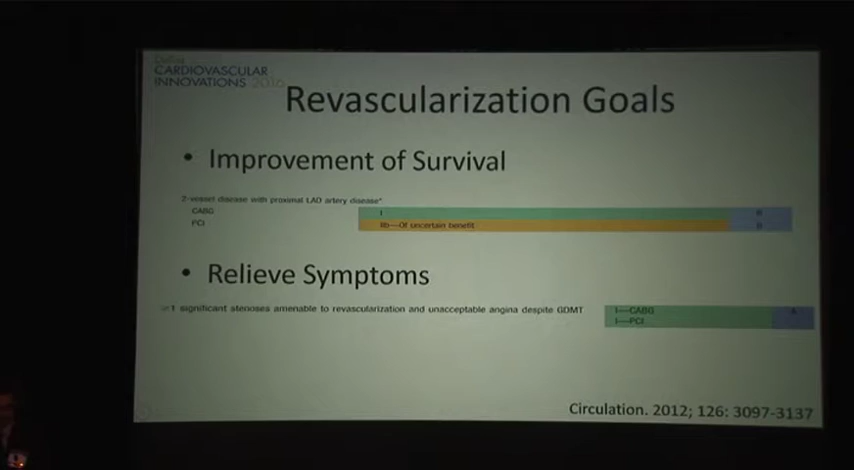 Dallas
CARDIOVASCULAR
INNOVATIONS 2016
Revascularization Goals
• Improvement of Survival
2-vessel disease with proximal LAD artery disease*
CABG I B
PCI IIb—Of uncertain benefit B
• Relieve Symptoms
≥1 significant stenoses amenable to revascularization and unacceptable angina despite GDMT I—CABG A
I—PCI
Circulation. 2012; 126: 3097-3137